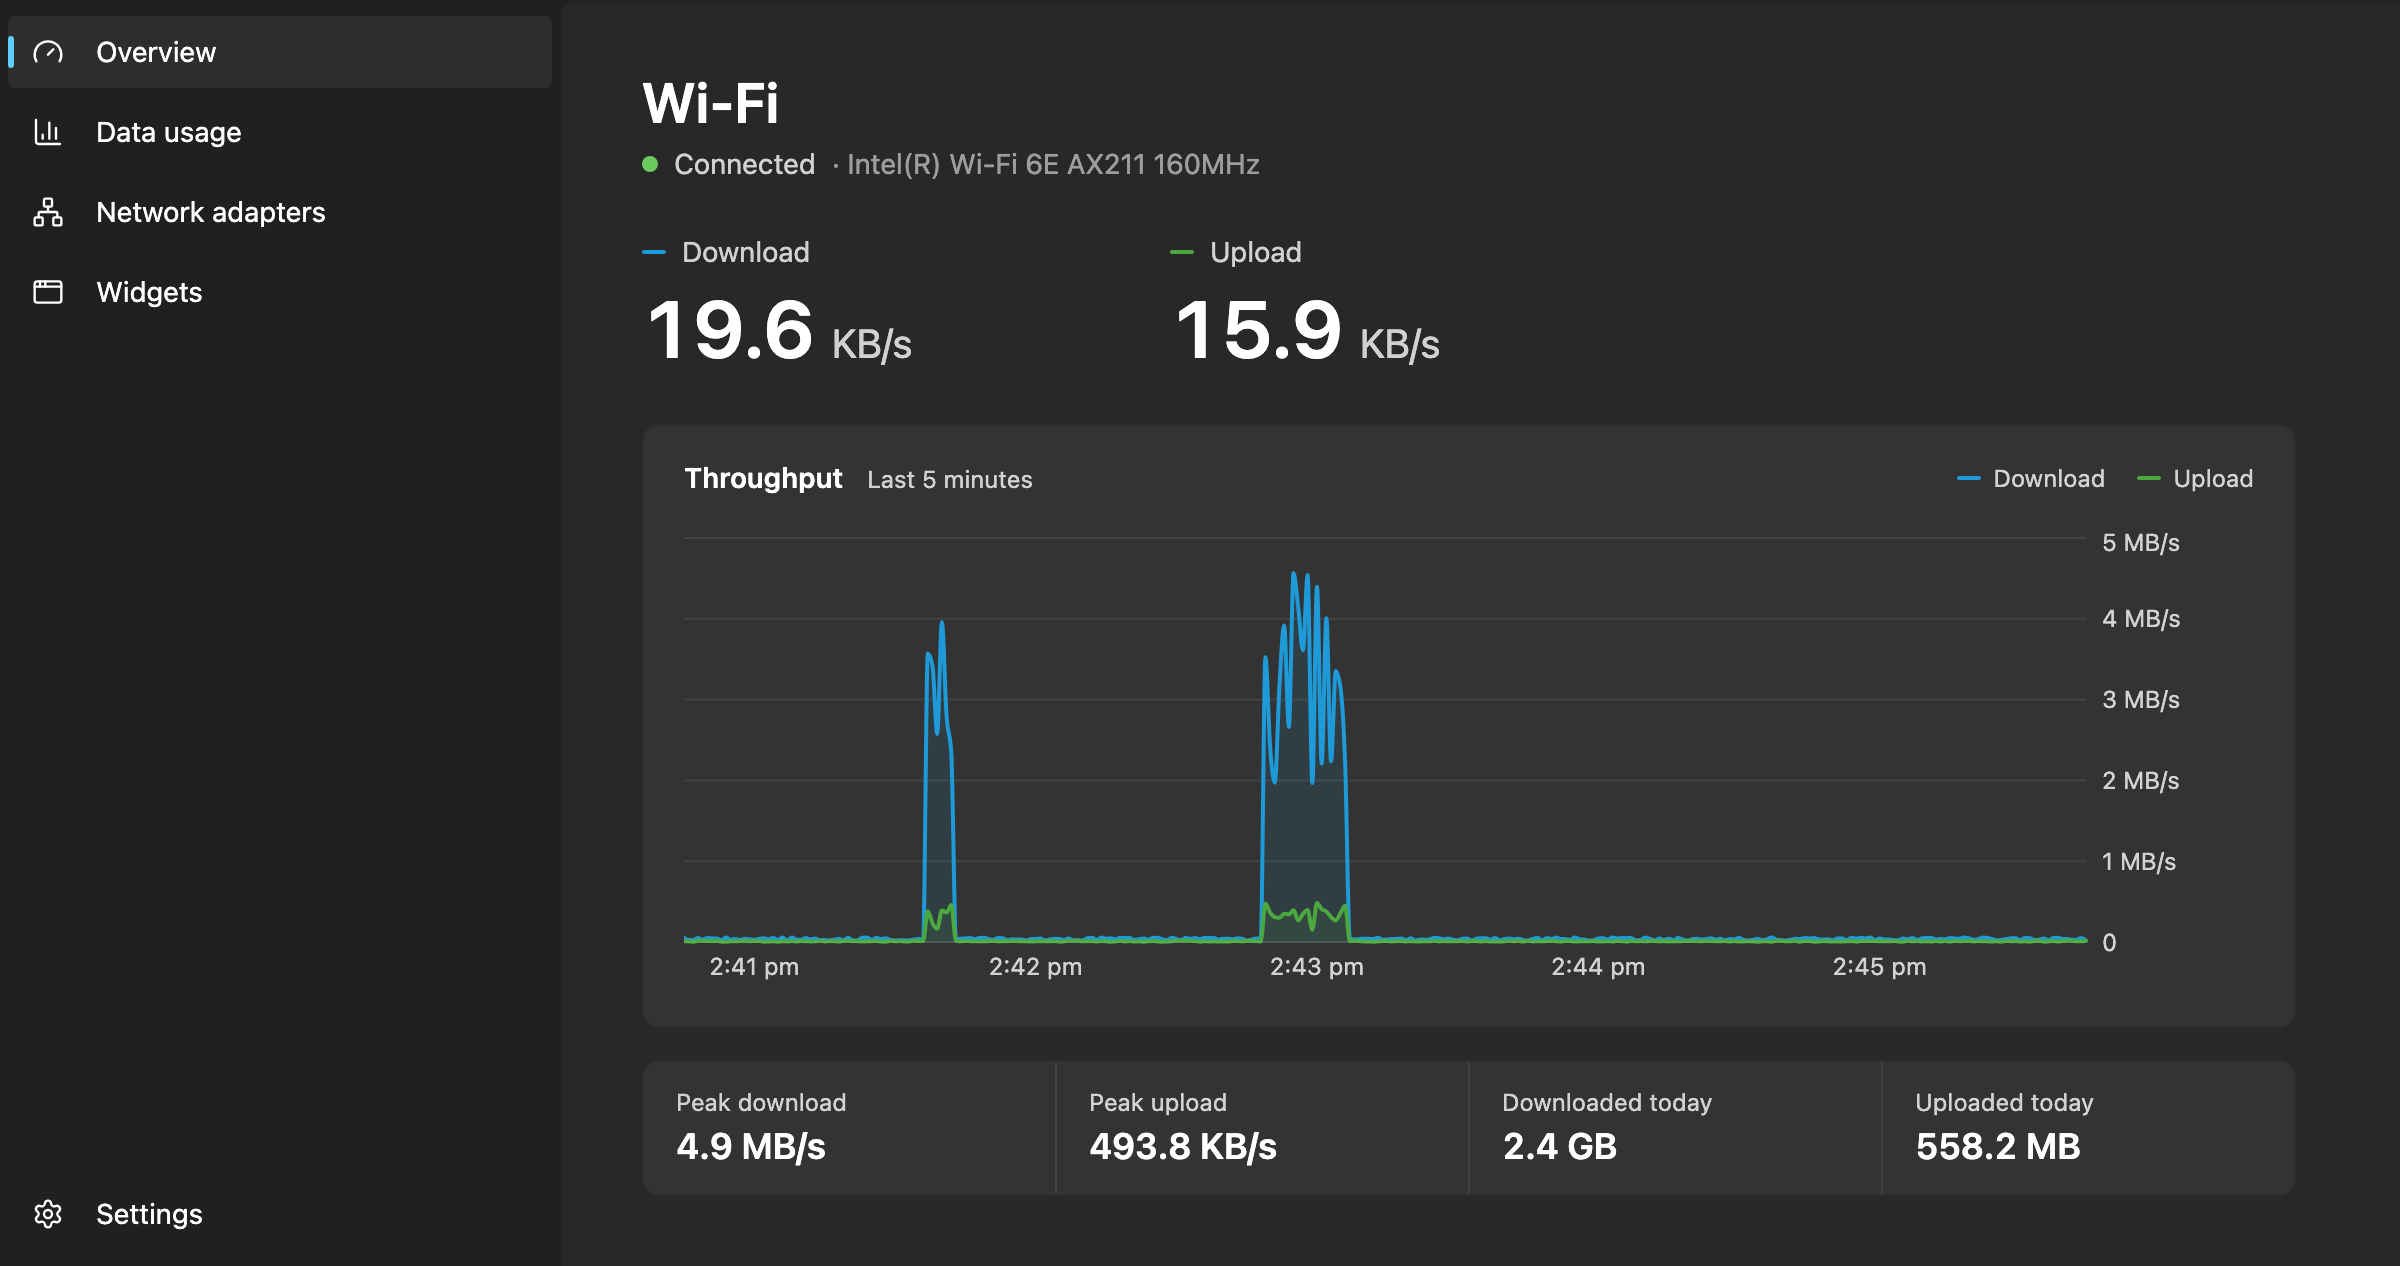 Overview
Data usage
Network adapters
Widgets
Settings
Wi-Fi
Connected · Intel(R) Wi-Fi 6E AX211 160MHz
Download
19.6 KB/s
Upload
15.9 KB/s
Throughput Last 5 minutes
Download Upload
5 MB/s
4 MB/s
3 MB/s
2 MB/s
1 MB/s
0
2:41 pm 2:42 pm 2:43 pm 2:44 pm 2:45 pm
Peak download
4.9 MB/s
Peak upload
493.8 KB/s
Downloaded today
2.4 GB
Uploaded today
558.2 MB